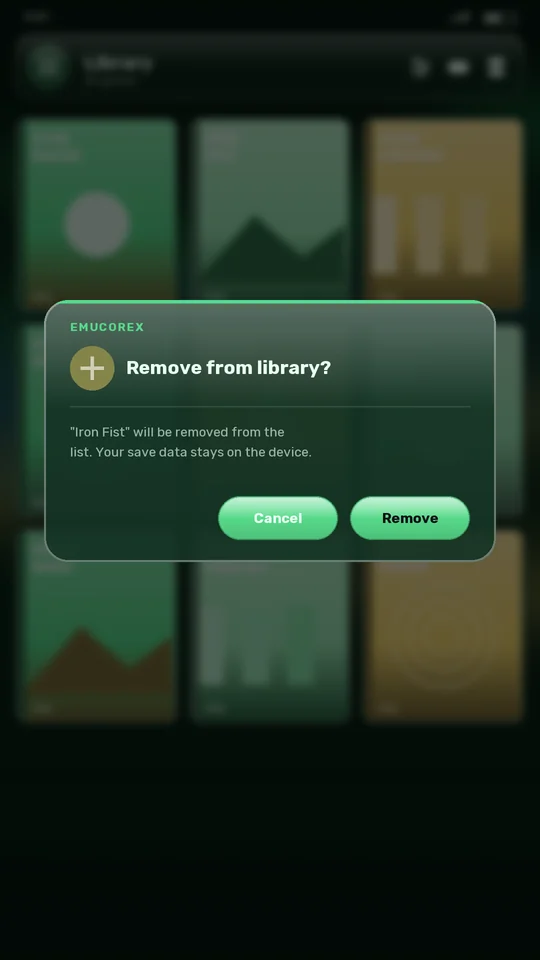 EMUCOREX
Remove from library?
"Iron Fist" will be removed from the
list. Your save data stays on the device.
Cancel
Remove